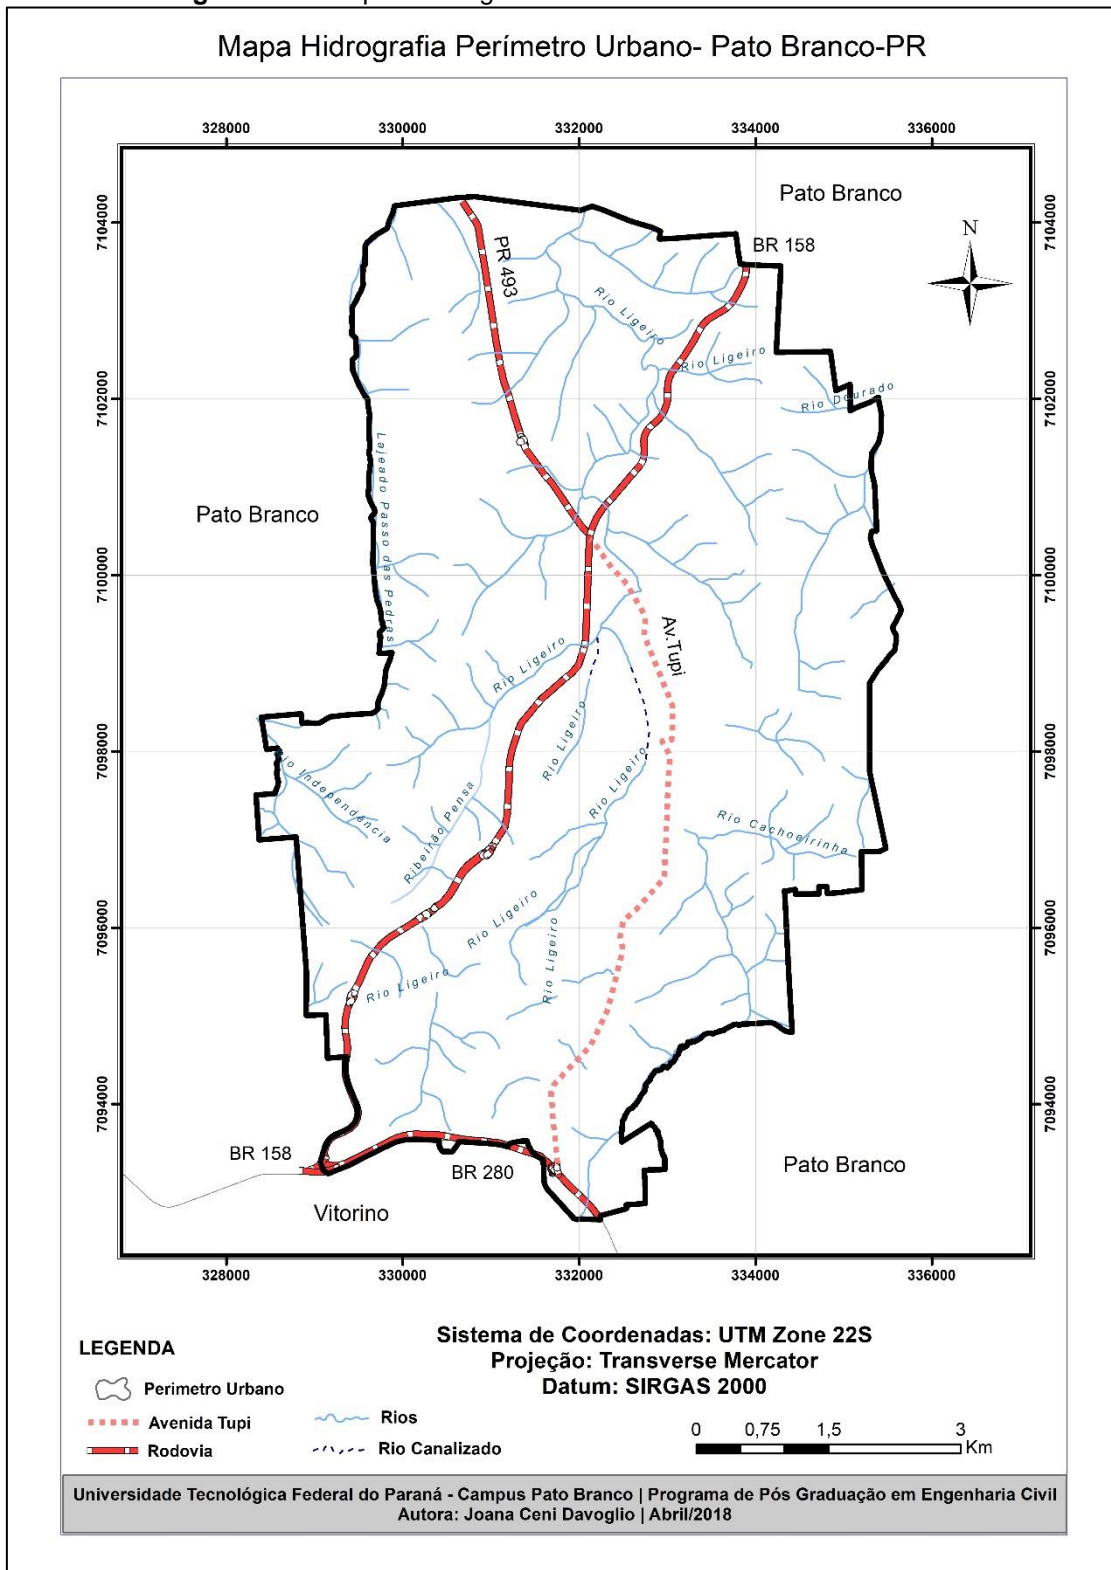 Mapa Hidrografia Perímetro Urbano- Pato Branco-PR
328000 330000 332000 334000 336000
7104000
7102000
7100000
7098000
7096000
7094000
7104000
7102000
7100000
7098000
7096000
7094000
Pato Branco
BR 158
N
PR 493
Rio Ligeiro
Rio Ligeiro
Rio Dourado
Lajeado Passo das Pedras
Pato Branco
Av.Tupi
Rio Ligeiro
Rio Ligeiro
Rio Ligeiro
Rio Independência
Ribeirão Pensa
Rio Cachoeirinha
Rio Ligeiro
Rio Ligeiro
Rio Ligeiro
BR 158
BR 280
Pato Branco
Vitorino
328000 330000 332000 334000 336000
LEGENDA
Perimetro Urbano
Avenida Tupi
Rodovia
Rios
Rio Canalizado
Sistema de Coordenadas: UTM Zone 22S
Projeção: Transverse Mercator
Datum: SIRGAS 2000
0 0,75 1,5 3
Km
Universidade Tecnológica Federal do Paraná - Campus Pato Branco | Programa de Pós Graduação em Engenharia Civil
Autora: Joana Ceni Davoglio | Abril/2018